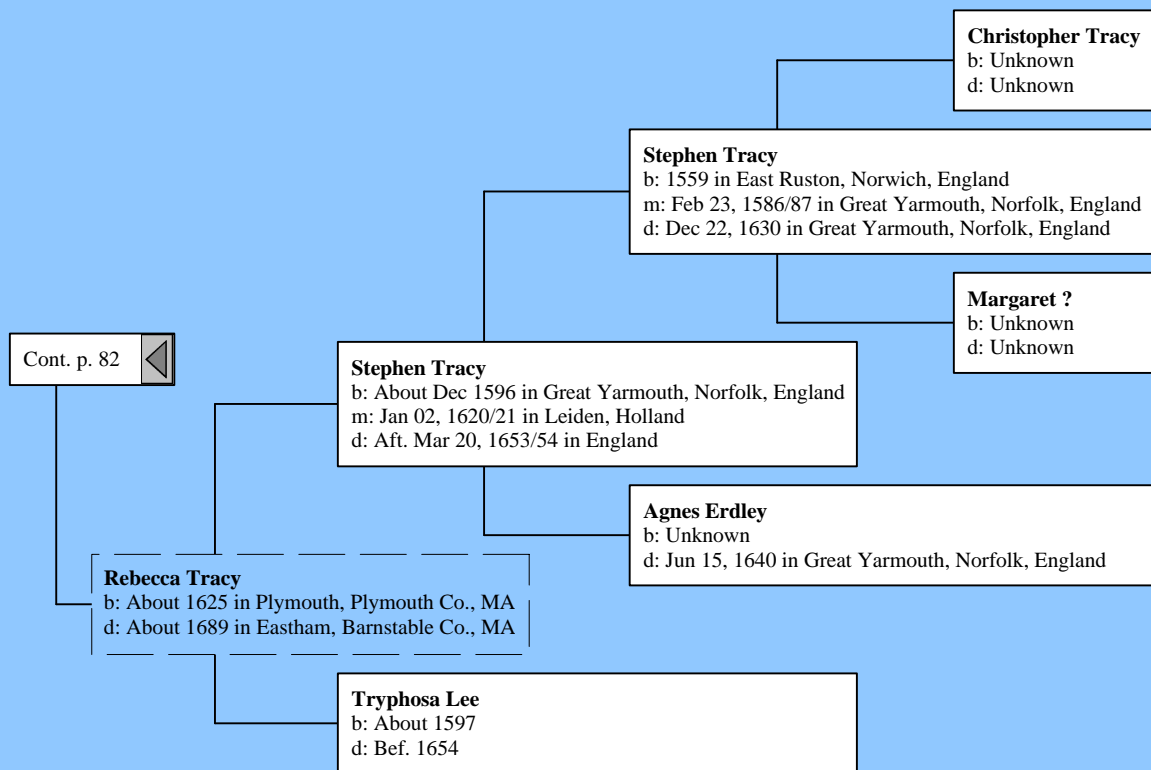 Christopher Tracy
b: Unknown
d: Unknown
Stephen Tracy
b: 1559 in East Ruston, Norwich, England
m: Feb 23, 1586/87 in Great Yarmouth, Norfolk, England
d: Dec 22, 1630 in Great Yarmouth, Norfolk, England
Margaret ?
b: Unknown
d: Unknown
Cont. p. 82
Stephen Tracy
b: About Dec 1596 in Great Yarmouth, Norfolk, England
m: Jan 02, 1620/21 in Leiden, Holland
d: Aft. Mar 20, 1653/54 in England
Agnes Erdley
b: Unknown
d: Jun 15, 1640 in Great Yarmouth, Norfolk, England
Rebecca Tracy
b: About 1625 in Plymouth, Plymouth Co., MA
d: About 1689 in Eastham, Barnstable Co., MA
Tryphosa Lee
b: About 1597
d: Bef. 1654